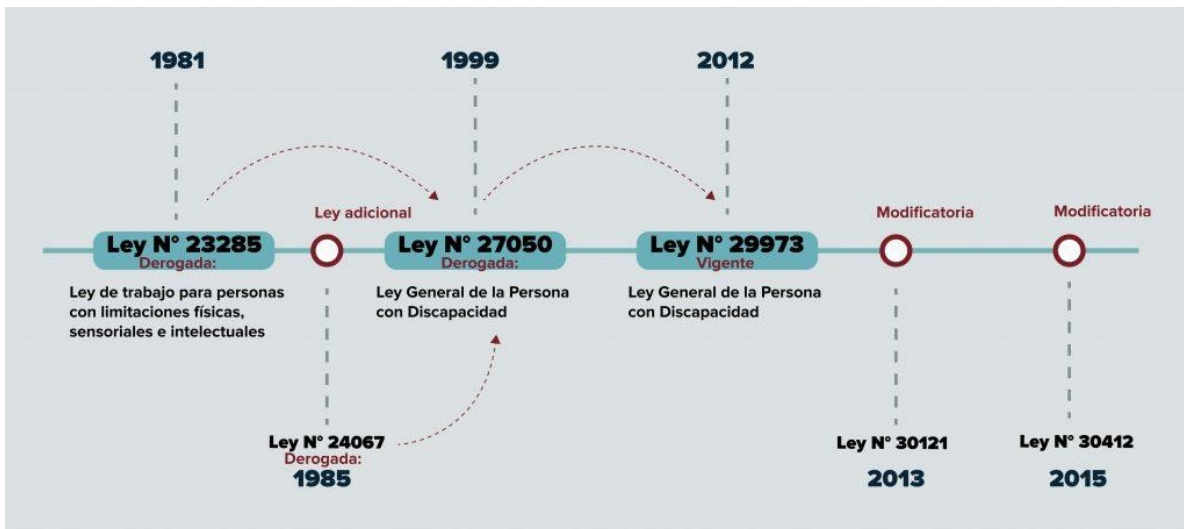 1981
1999
2012
Ley adicional
Modificatoria
Modificatoria
Ley N° 23285
Derogada:
Ley N° 27050
Derogada:
Ley N° 29973
Vigente
Ley de trabajo para personas
con limitaciones físicas,
sensoriales e intelectuales
Ley General de la Persona
con Discapacidad
Ley General de la Persona
con Discapacidad
Ley N° 24067
Derogada:
1985
Ley N° 30121
2013
Ley N° 30412
2015